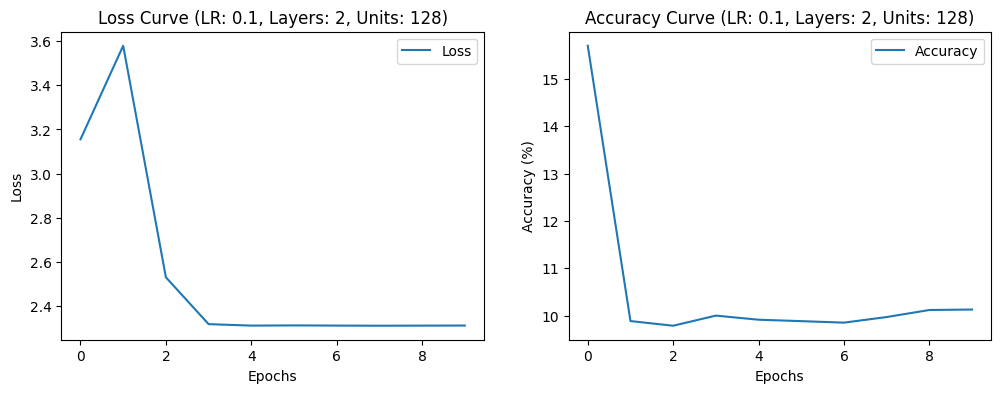 Loss Curve (LR: 0.1, Layers: 2, Units: 128)
Loss
3.6
3.4
3.2
3.0
2.8
2.6
2.4
Loss
0 2 4 6 8
Epochs
Accuracy Curve (LR: 0.1, Layers: 2, Units: 128)
Accuracy
15
14
13
12
11
10
Accuracy (%)
0 2 4 6 8
Epochs